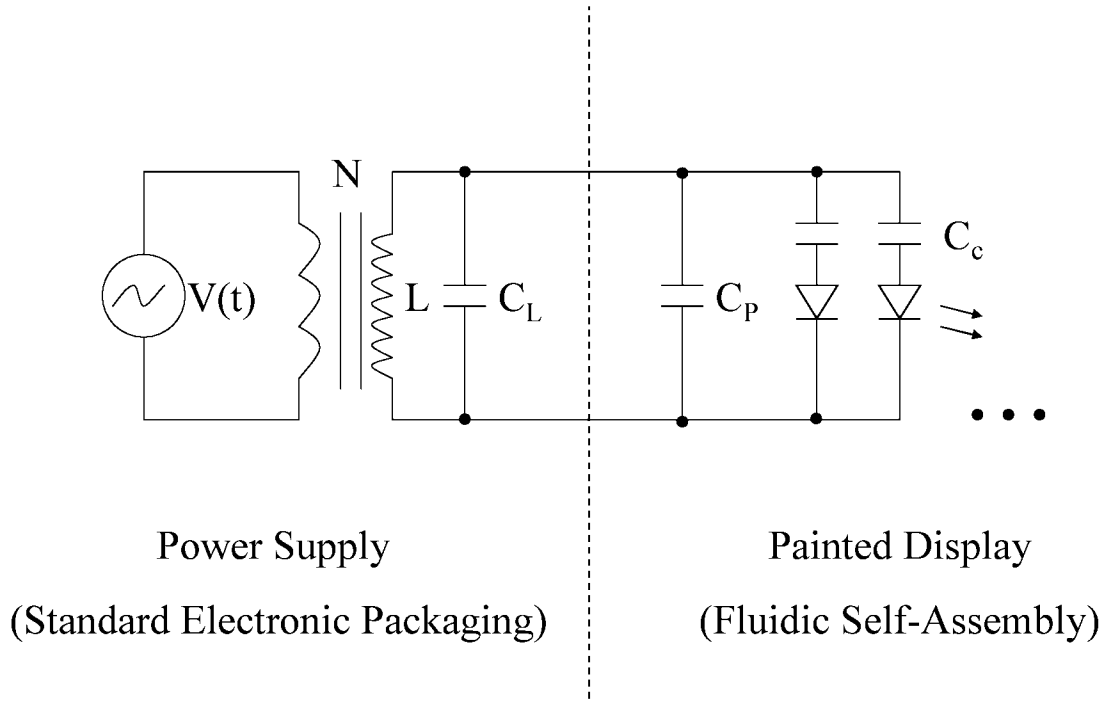 N
V(t)
L
C_L
C_P
C_c
Power Supply
(Standard Electronic Packaging)
Painted Display
(Fluidic Self-Assembly)